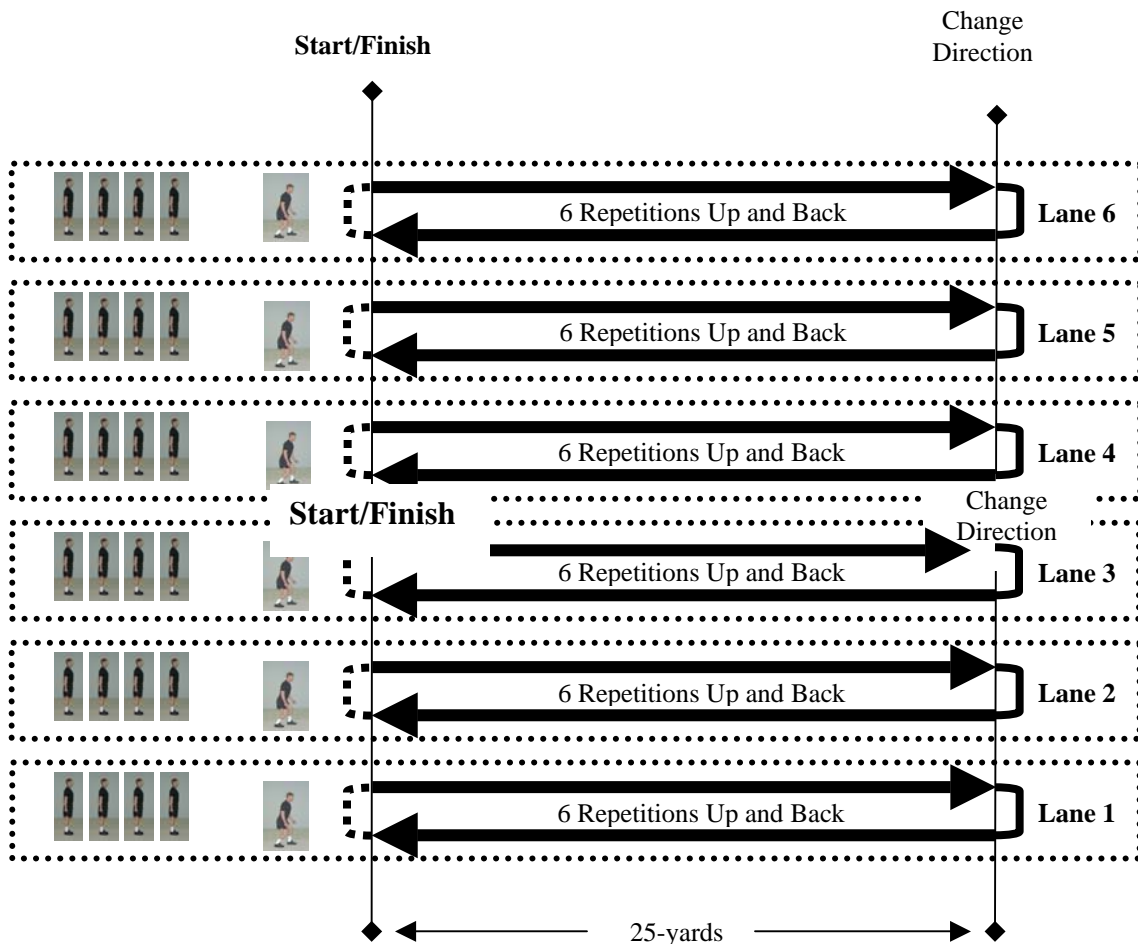 Change
Direction
Start/Finish
6 Repetitions Up and Back
Lane 6
6 Repetitions Up and Back
Lane 5
6 Repetitions Up and Back
Lane 4
Start/Finish
Change
Direction
6 Repetitions Up and Back
Lane 3
6 Repetitions Up and Back
Lane 2
6 Repetitions Up and Back
Lane 1
25-yards